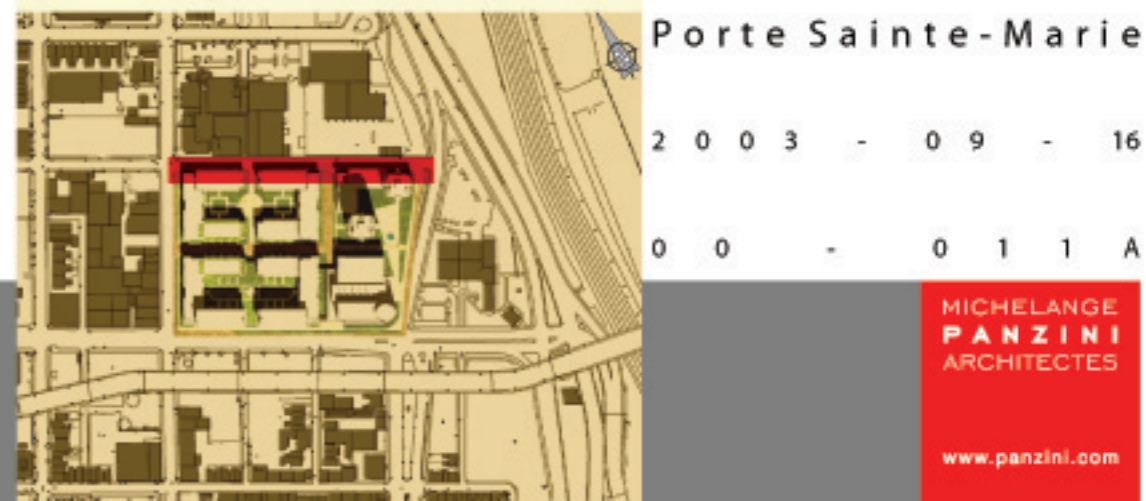 Porte Sainte-Marie
2003-09-16
00-011A
MICHELANGE
PANZINI
ARCHITECTES
www.panzini.com